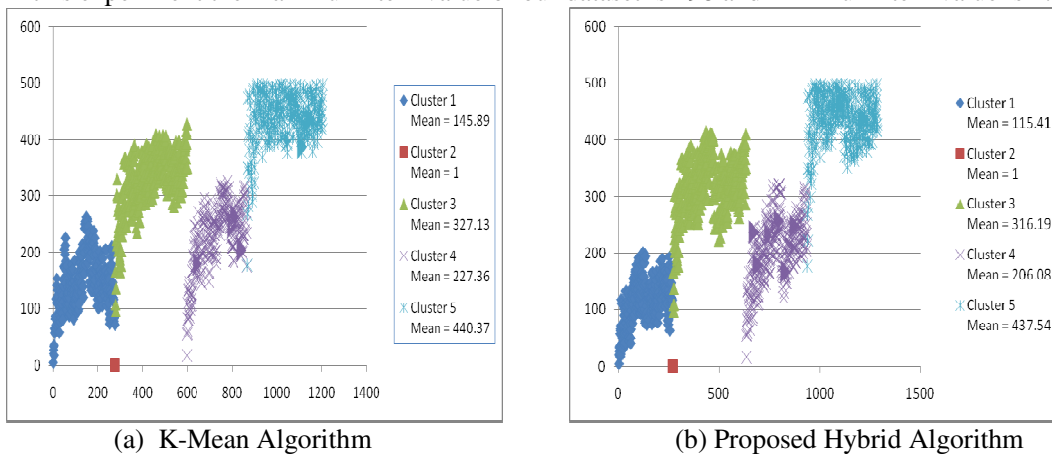 600
500
400
300
200
100
0
0 200 400 600 800 1000 1200 1400
Cluster 1
Mean = 145.89
Cluster 2
Mean = 1
Cluster 3
Mean = 327.13
Cluster 4
Mean = 227.36
Cluster 5
Mean = 440.37
(a) K-Mean Algorithm
600
500
400
300
200
100
0
0 500 1000 1500
Cluster 1
Mean = 115.41
Cluster 2
Mean = 1
Cluster 3
Mean = 316.19
Cluster 4
Mean = 206.08
Cluster 5
Mean = 437.54
(b) Proposed Hybrid Algorithm